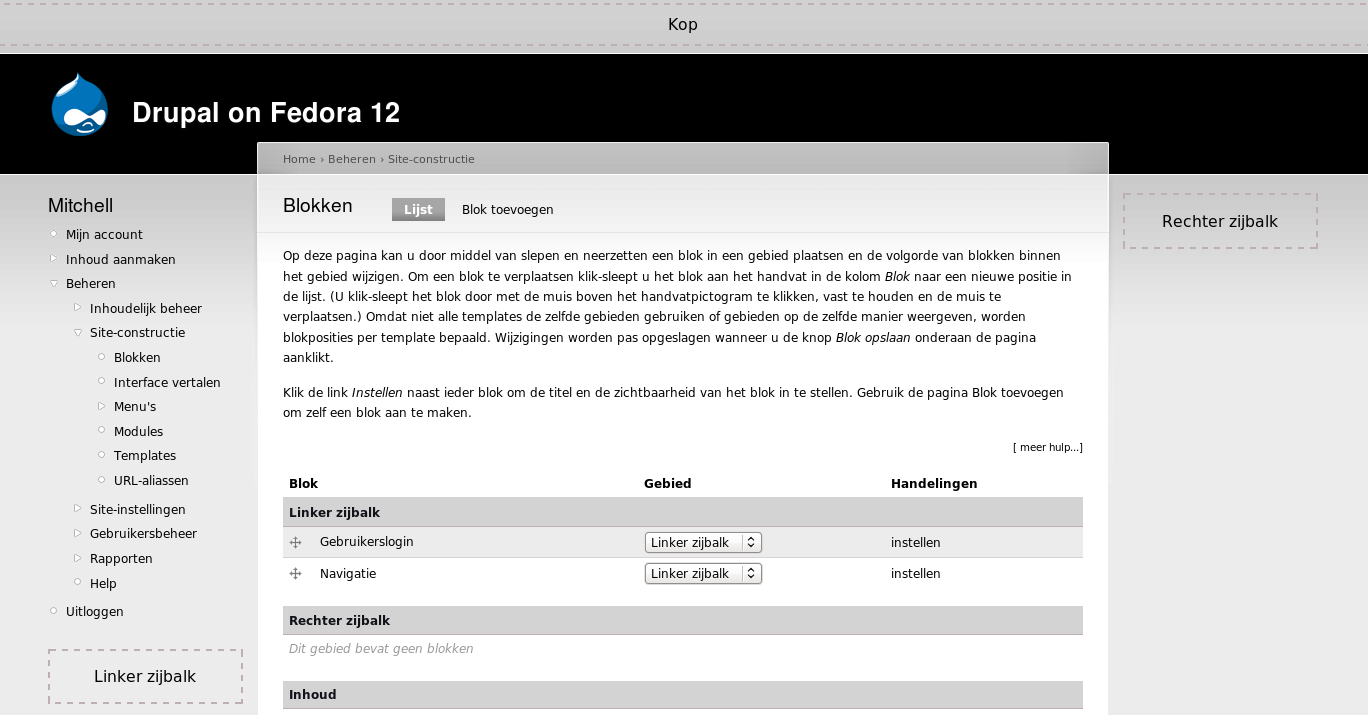 Kop
Drupal on Fedora 12
Home › Beheren › Site-constructie
Mitchell
Mijn account
Inhoud aanmaken
Beheren
Inhoudelijk beheer
Site-constructie
Blokken
Interface vertalen
Menu's
Modules
Templates
URL-aliassen
Site-instellingen
Gebruikersbeheer
Rapporten
Help
Uitloggen
Linker zijbalk
Blokken Lijst Blok toevoegen
Op deze pagina kan u door middel van slepen en neerzetten een blok in een gebied plaatsen en de volgorde van blokken binnen
het gebied wijzigen. Om een blok te verplaatsen klik-sleept u het blok aan het handvat in de kolom Blok naar een nieuwe positie in
de lijst. (U klik-sleept het blok door met de muis boven het handvatpictogram te klikken, vast te houden en de muis te
verplaatsen.) Omdat niet alle templates de zelfde gebieden gebruiken of gebieden op de zelfde manier weergeven, worden
blokposities per template bepaald. Wijzigingen worden pas opgeslagen wanneer u de knop Blok opslaan onderaan de pagina
aanklikt.
Klik de link Instellen naast ieder blok om de titel en de zichtbaarheid van het blok in te stellen. Gebruik de pagina Blok toevoegen
om zelf een blok aan te maken.
[ meer hulp...]
Blok Gebied Handelingen
Linker zijbalk
Gebruikerslogin Linker zijbalk instellen
Navigatie Linker zijbalk instellen
Rechter zijbalk
Dit gebied bevat geen blokken
Inhoud
Rechter zijbalk